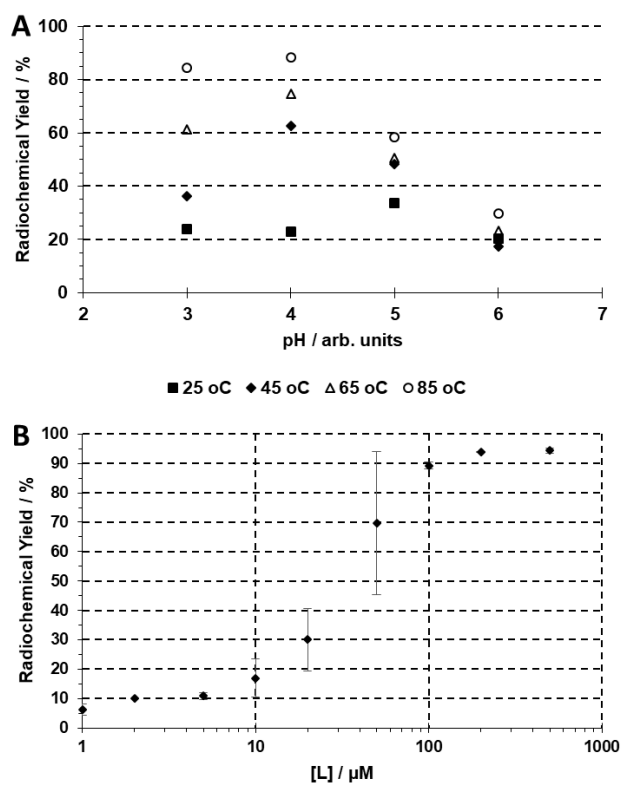 A
Radiochemical Yield / %
100
80
60
40
20
0
2 3 4 5 6 7
pH / arb. units
25 oC 45 oC 65 oC 85 oC
B
Radiochemical Yield / %
100
90
80
70
60
50
40
30
20
10
0
1 10 100 1000
[L] / µM